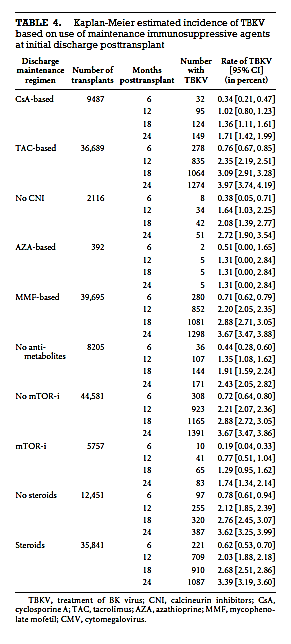 TABLE 4. Kaplan-Meier estimated incidence of TBKV
based on use of maintenance immunosuppressive agents
at initial discharge posttransplant
Discharge maintenance regimen Number of transplants Months posttransplant Number with TBKV Rate of TBKV [95% CI] (in percent)
CsA-based 9487 6 32 0.34 [0.21, 0.47]
12 95 1.02 [0.80, 1.23]
18 124 1.36 [1.11, 1.61]
24 149 1.71 [1.42, 1.99]
TAC-based 36,689 6 278 0.76 [0.67, 0.85]
12 835 2.35 [2.19, 2.51]
18 1064 3.09 [2.91, 3.28]
24 1274 3.97 [3.74, 4.19]
No CNI 2116 6 8 0.38 [0.05, 0.71]
12 34 1.64 [1.03, 2.25]
18 42 2.08 [1.39, 2.77]
24 51 2.72 [1.90, 3.54]
AZA-based 392 6 2 0.51 [0.00, 1.65]
12 5 1.31 [0.00, 2.84]
18 5 1.31 [0.00, 2.84]
24 5 1.31 [0.00, 2.84]
MMF-based 39,695 6 280 0.71 [0.62, 0.79]
12 852 2.20 [2.05, 2.35]
18 1081 2.88 [2.71, 3.05]
24 1298 3.67 [3.47, 3.88]
No anti-metabolites 8205 6 36 0.44 [0.28, 0.60]
12 107 1.35 [1.08, 1.62]
18 144 1.91 [1.59, 2.24]
24 171 2.43 [2.05, 2.82]
No mTOR-i 44,581 6 308 0.72 [0.64, 0.80]
12 923 2.21 [2.07, 2.36]
18 1165 2.88 [2.72, 3.05]
24 1391 3.67 [3.47, 3.86]
mTOR-i 5757 6 10 0.19 [0.04, 0.33]
12 41 0.77 [0.51, 1.04]
18 65 1.29 [0.95, 1.62]
24 83 1.74 [1.34, 2.14]
No steroids 12,451 6 97 0.78 [0.61, 0.94]
12 255 2.12 [1.85, 2.39]
18 320 2.76 [2.45, 3.07]
24 387 3.62 [3.25, 3.99]
Steroids 35,841 6 221 0.62 [0.53, 0.70]
12 709 2.03 [1.88, 2.18]
18 910 2.68 [2.51, 2.86]
24 1087 3.39 [3.19, 3.60]
TBKV, treatment of BK virus; CNI, calcineurin inhibitors; CsA,
cyclosporine A; TAC, tacrolimus; AZA, azathioprine; MMF, mycopheno-
late mofetil; CMV, cytomegalovirus.